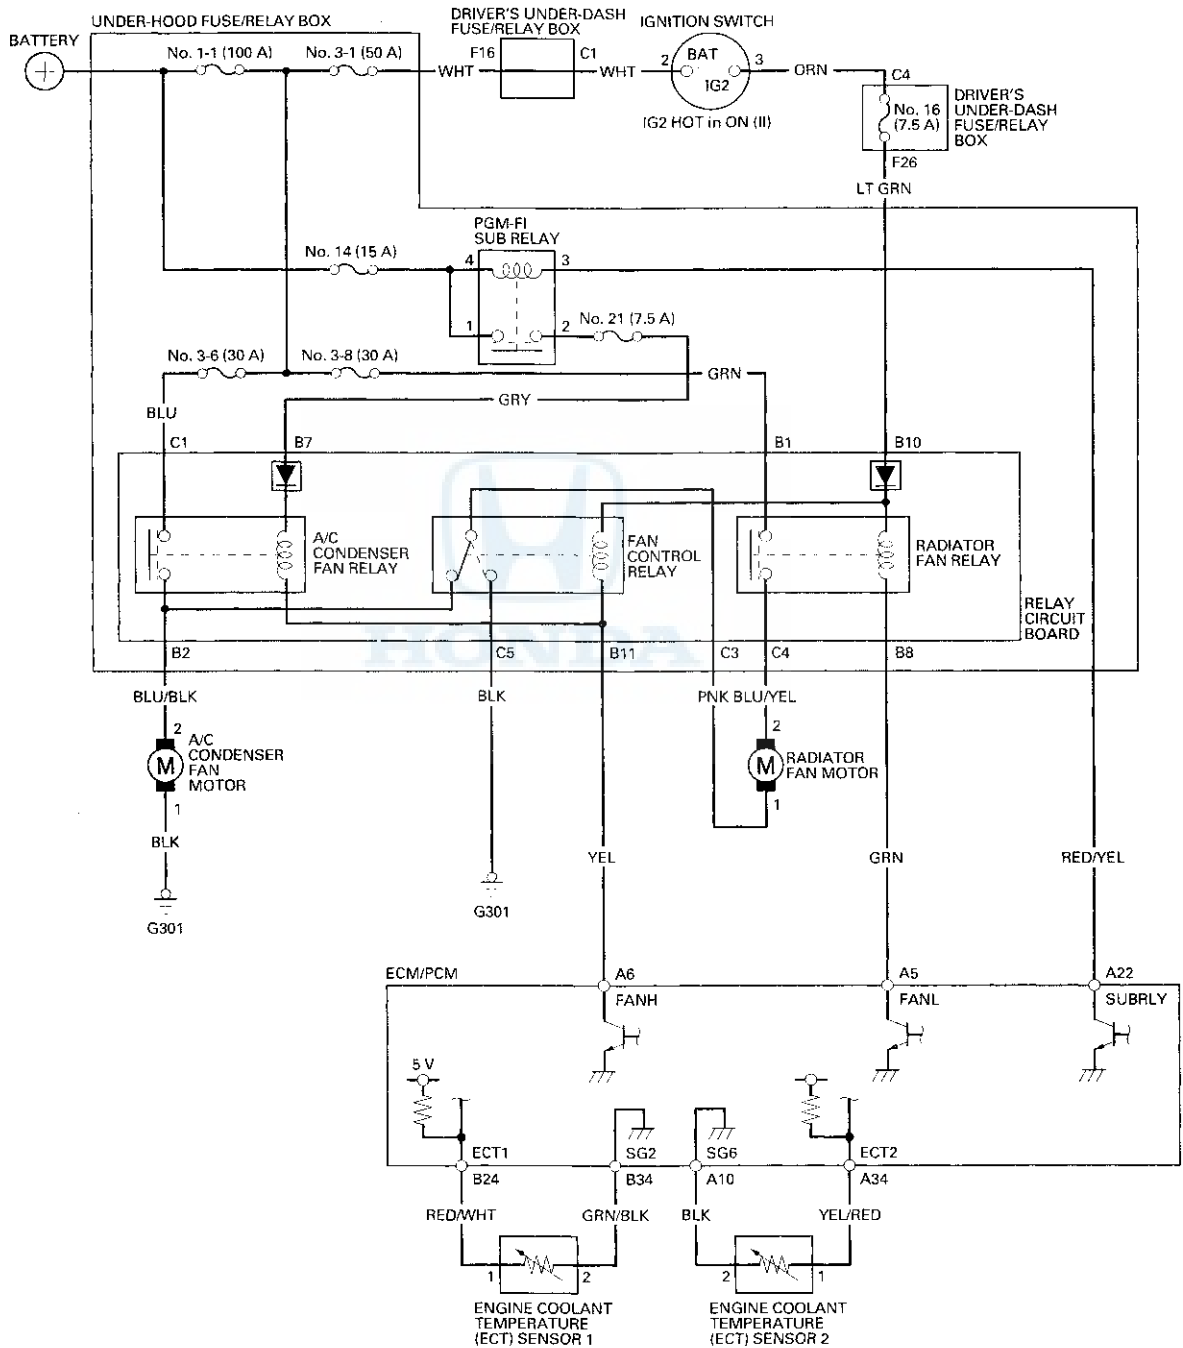 DRIVER'S UNDER-DASH
FUSE/RELAY BOX
UNDER-HOOD FUSE/RELAY BOX
IGNITION SWITCH
BATTERY
No. 1-1 (100 A)
No. 3-1 (50 A)
WHT
F16
C1
WHT
2
BAT
IG2
3
ORN
C4
IG2 HOT in ON (II)
No. 16
(7.5 A)
DRIVER'S
UNDER-DASH
FUSE/RELAY
BOX
F26
LT GRN
PGM-FI
SUB RELAY
No. 14 (15 A)
4
3
1
2
No. 21 (7.5 A)
No. 3-6 (30 A)
No. 3-8 (30 A)
GRN
GRY
BLU
C1
B7
B1
B10
A/C
CONDENSER
FAN RELAY
FAN
CONTROL
RELAY
RADIATOR
FAN RELAY
RELAY
CIRCUIT
BOARD
HONDA
B2
C5
B11
C3
C4
B8
BLU/BLK
BLK
PNK
BLU/YEL
2
A/C
CONDENSER
FAN
MOTOR
M
1
2
M
RADIATOR
FAN MOTOR
1
BLK
G301
G301
YEL
GRN
RED/YEL
ECM/PCM
A6
FANH
A5
FANL
A22
SUBRLY
5 V
ECT1
SG2
SG6
ECT2
B24
B34
A10
A34
RED/WHT
GRN/BLK
BLK
YEL/RED
1
2
2
1
ENGINE COOLANT
TEMPERATURE
(ECT) SENSOR 1
ENGINE COOLANT
TEMPERATURE
(ECT) SENSOR 2